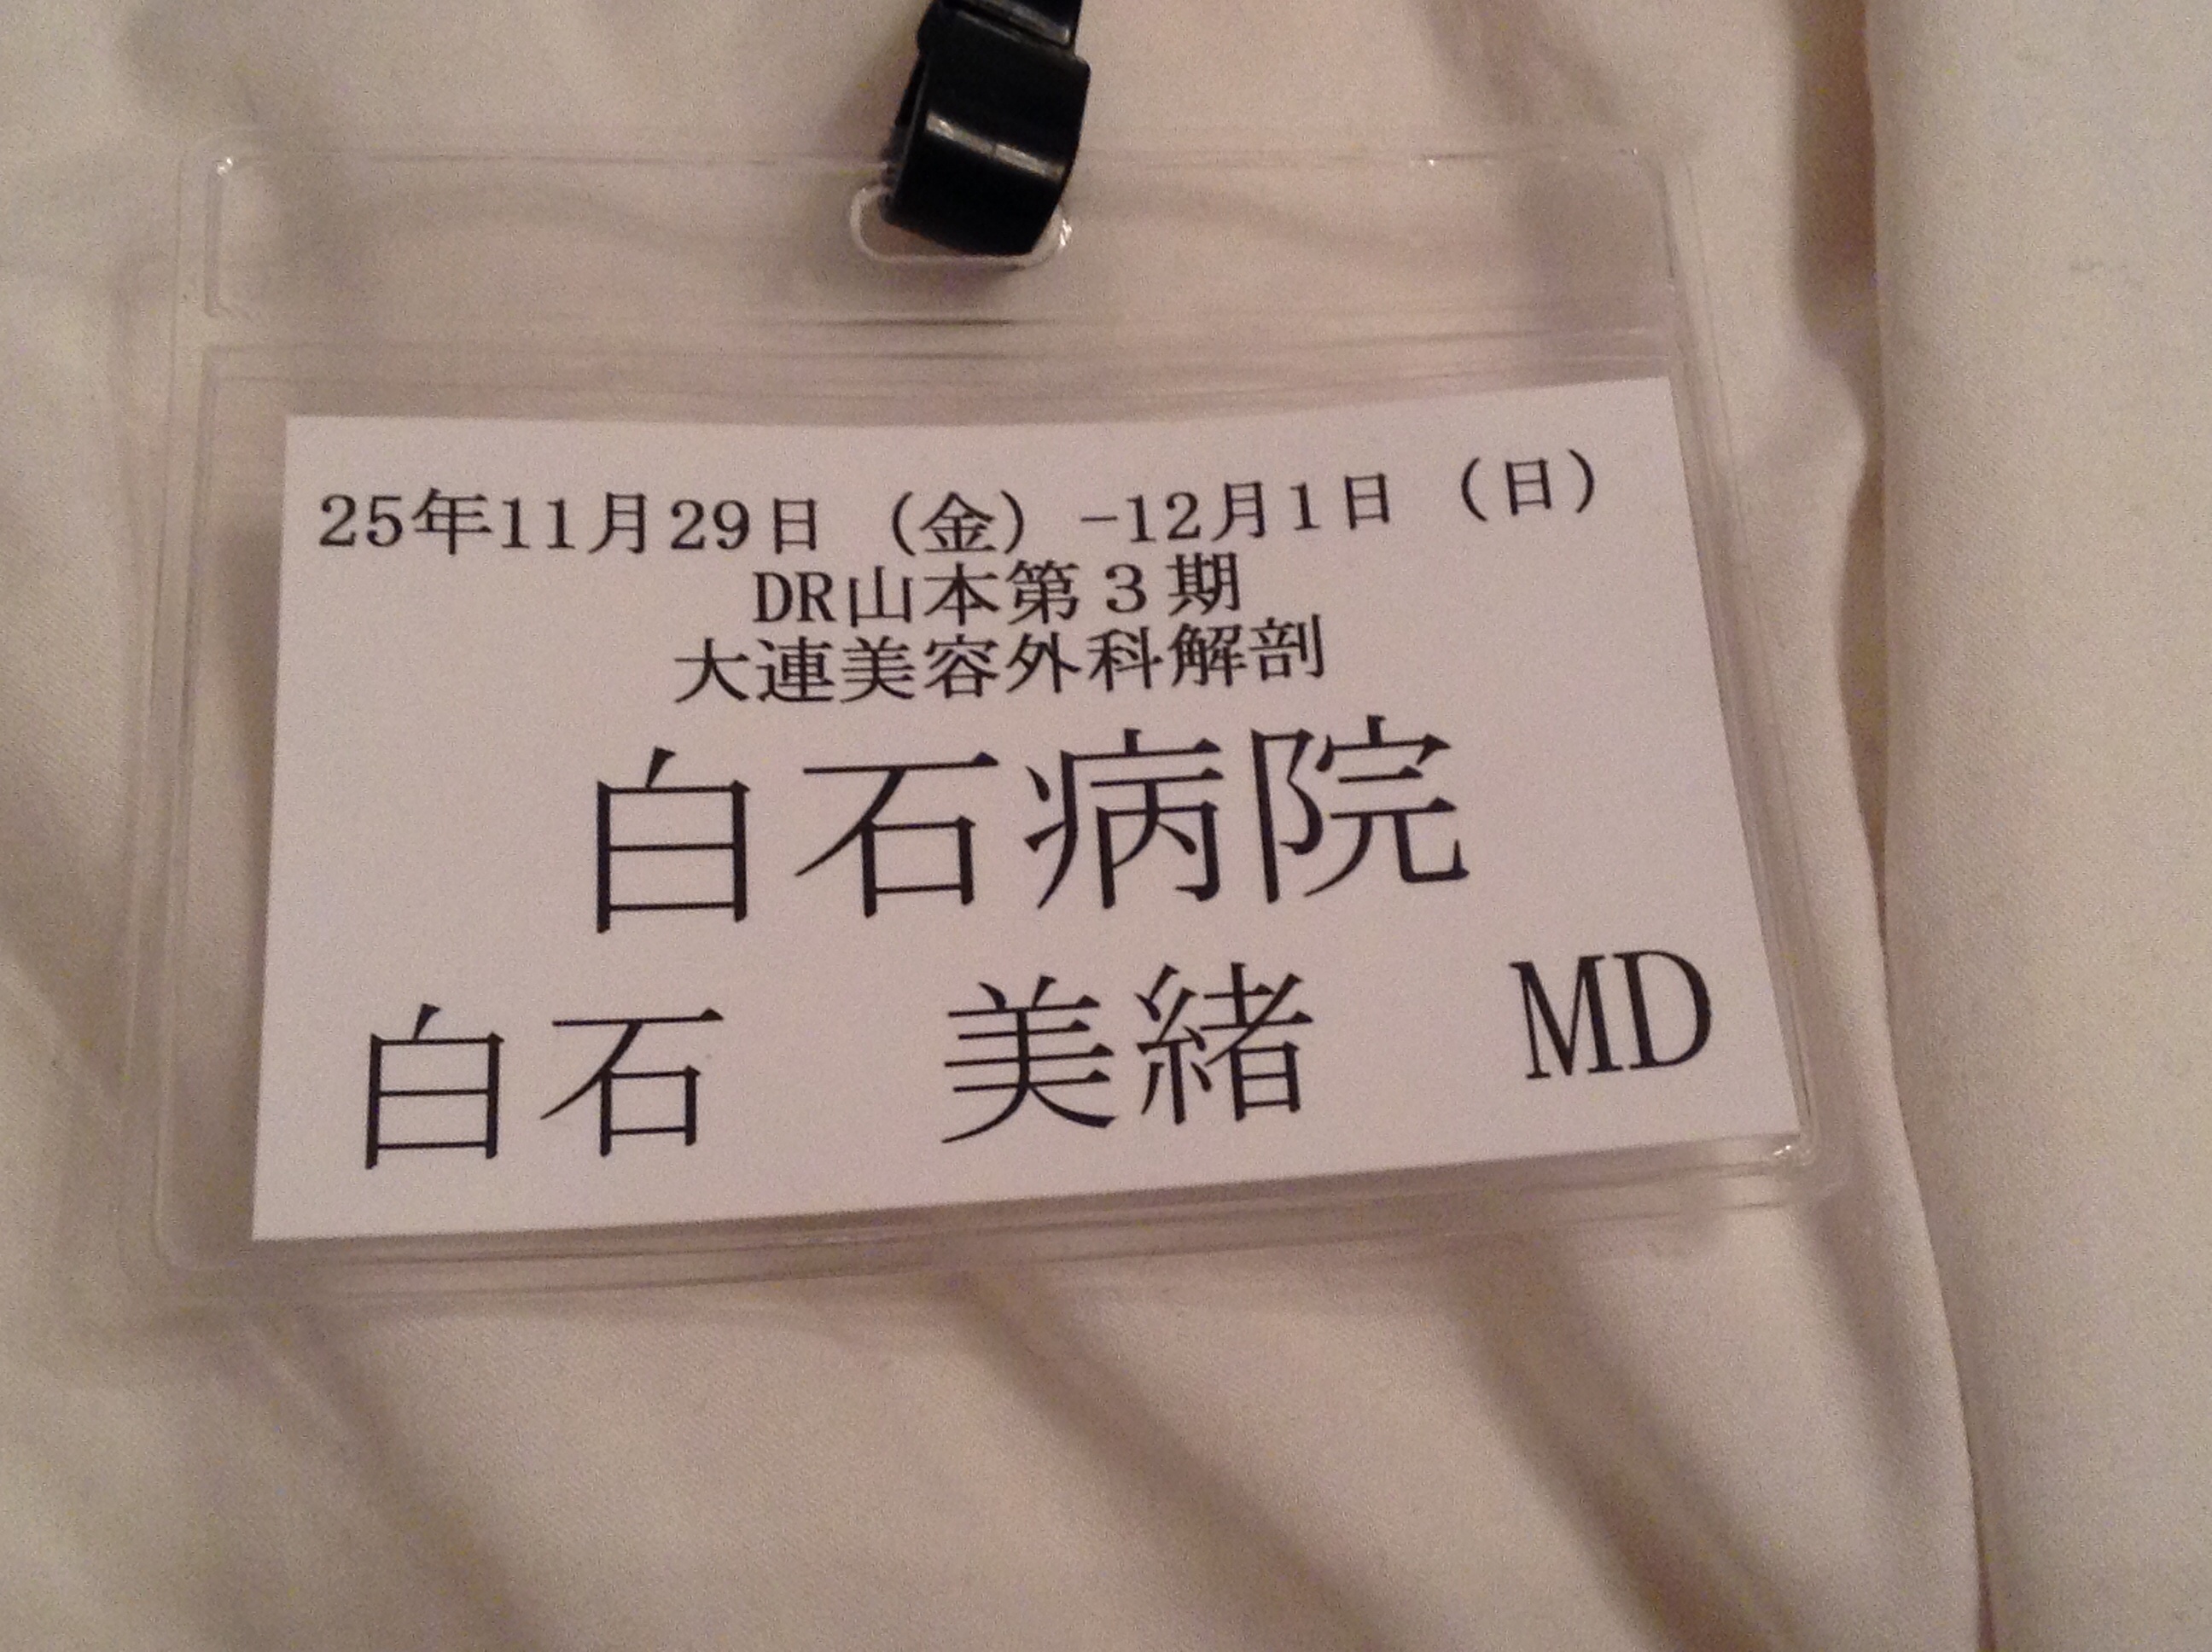 25年11月29日（金）-12月1日（日）
DR山本第３期
大連美容外科解剖
白石病院
白石　美緒　MD